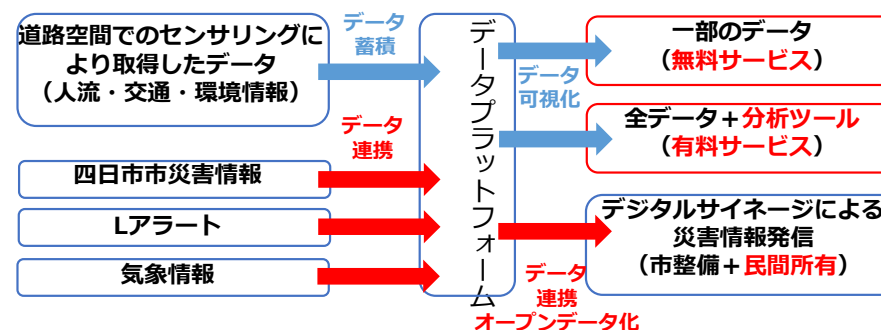 道路空間でのセンサリングに
より取得したデータ
（人流・交通・環境情報）
四日市市災害情報
Lアラート
気象情報
データ
蓄積
データ
連携
データプラットフォーム
データ
可視化
データ
連携
オープンデータ化
一部のデータ
（無料サービス）
全データ＋分析ツール
（有料サービス）
デジタルサイネージによる
災害情報発信
（市整備＋民間所有）